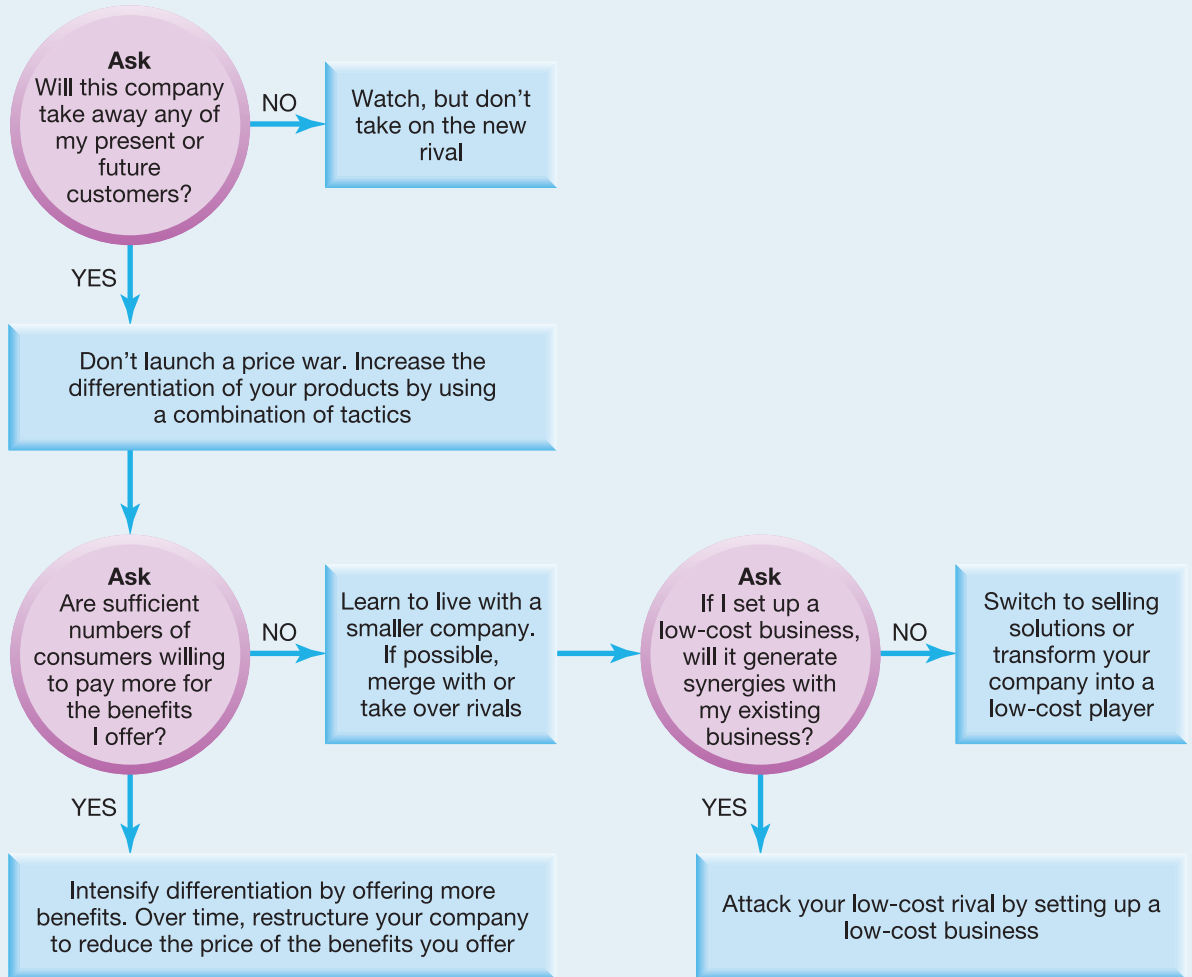 Ask
Will this company
take away any of
my present or
future
customers?
NO
Watch, but don't
take on the new
rival
YES
Don't launch a price war. Increase the
differentiation of your products by using
a combination of tactics
Ask
Are sufficient
numbers of
consumers willing
to pay more for
the benefits
I offer?
NO
Learn to live with a
smaller company.
If possible,
merge with or
take over rivals
Ask
If I set up a
low-cost business,
will it generate
synergies with
my existing
business?
NO
Switch to selling
solutions or
transform your
company into a
low-cost player
YES
Intensify differentiation by offering more
benefits. Over time, restructure your company
to reduce the price of the benefits you offer
YES
Attack your low-cost rival by setting up a
low-cost business